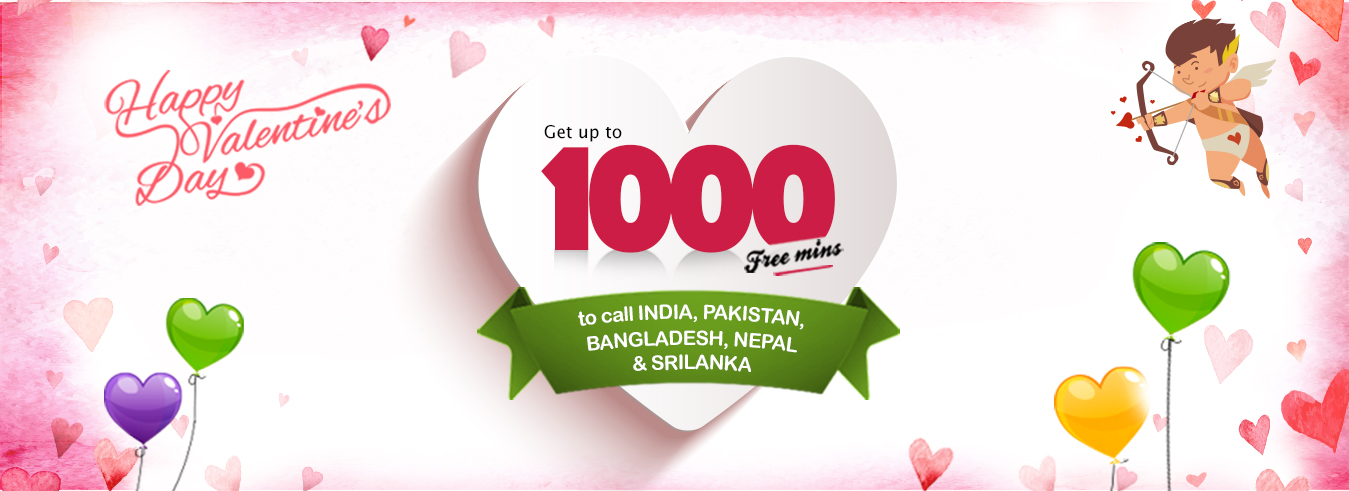 Happy
Valentine's
Day
Get up to
1000
Free mins
to call INDIA, PAKISTAN,
BANGLADESH, NEPAL
& SRILANKA